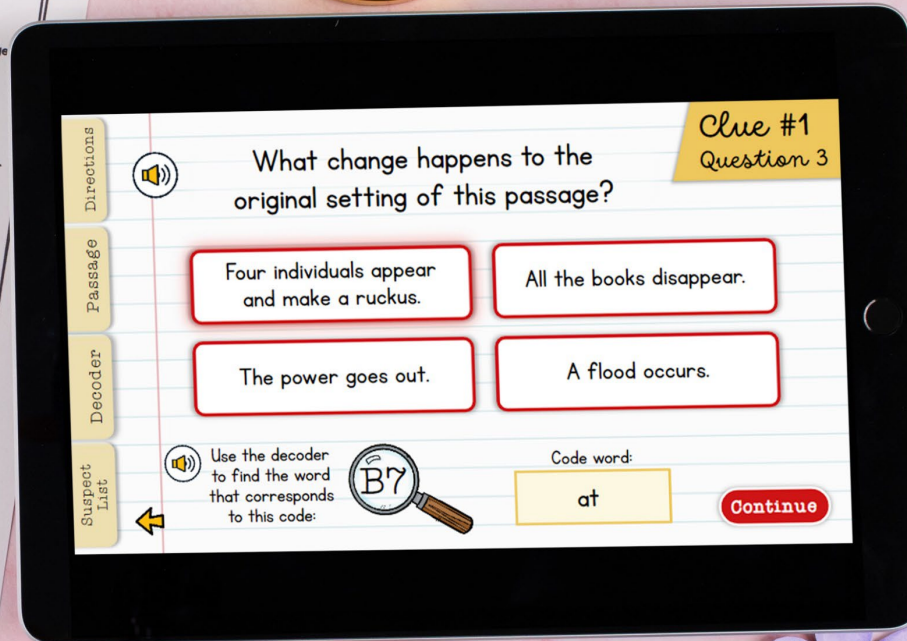 Clue #1
Question 3
What change happens to the
original setting of this passage?
Directions
Passage
Decoder
Suspect
List
Four individuals appear
and make a ruckus.
All the books disappear.
The power goes out.
A flood occurs.
Use the decoder
to find the word
that corresponds
to this code:
B7
Code word:
at
Continue